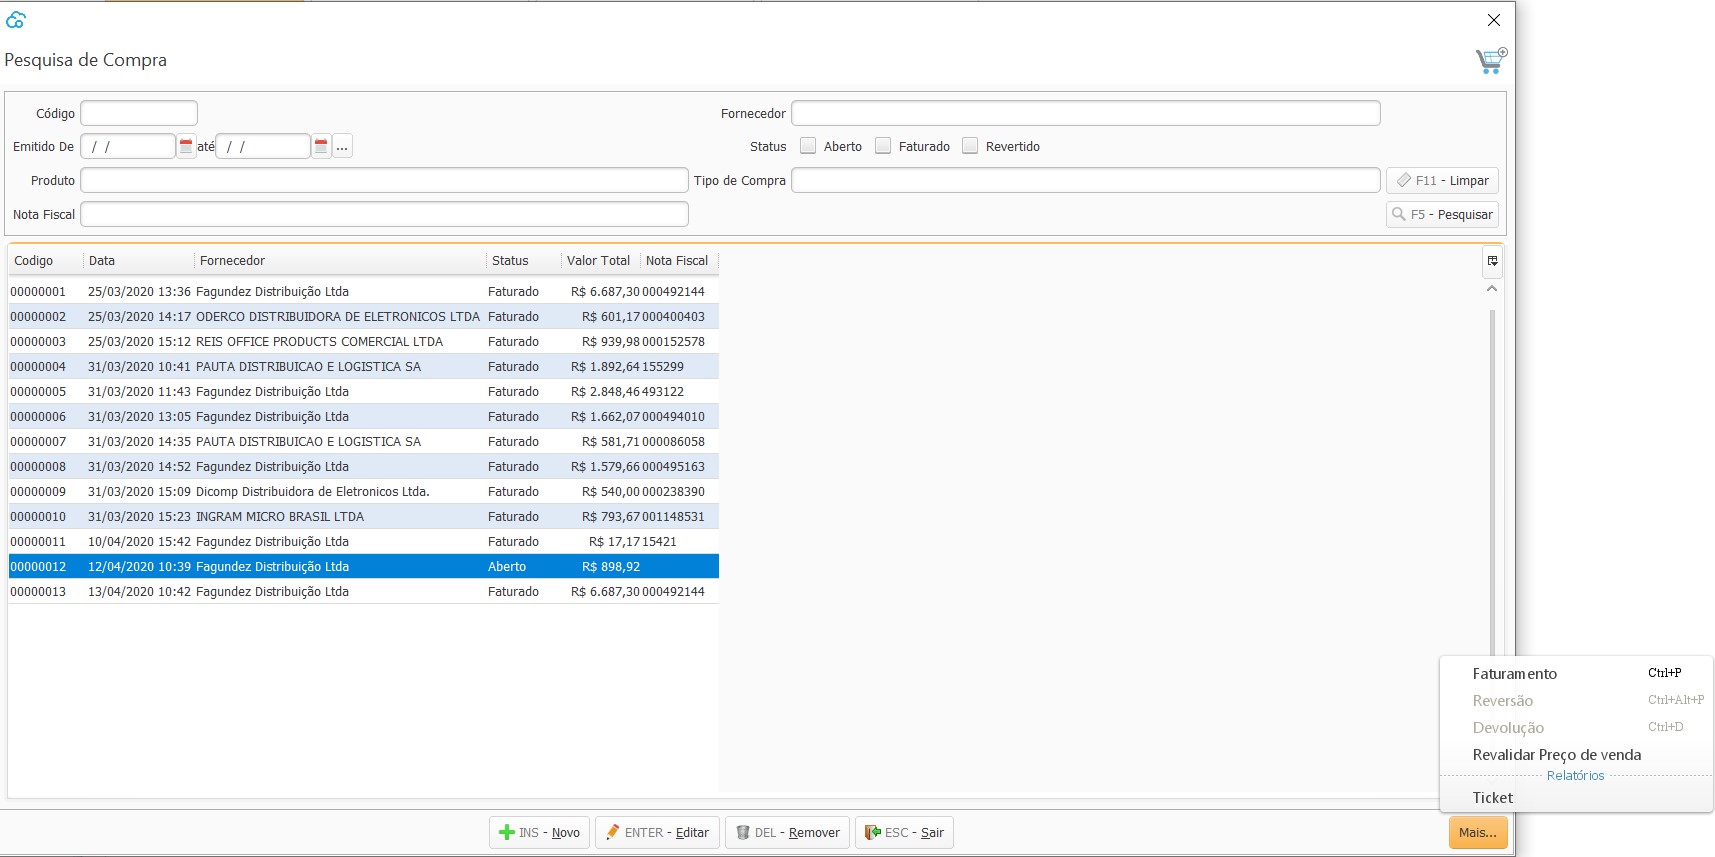 Pesquisa de Compra
Código
Fornecedor
Emitido De / / até / / ...
Status Aberto Faturado Revertido
Produto
Tipo de Compra
F11 - Limpar
Nota Fiscal
F5 - Pesquisar
Codigo Data Fornecedor Status Valor Total Nota Fiscal
00000001 25/03/2020 13:36 Fagundez Distribuição Ltda Faturado R$ 6.687,30 000492144
00000002 25/03/2020 14:17 ODERCO DISTRIBUIDORA DE ELETRONICOS LTDA Faturado R$ 601,17 000400403
00000003 25/03/2020 15:12 REIS OFFICE PRODUCTS COMERCIAL LTDA Faturado R$ 939,98 000152578
00000004 31/03/2020 10:41 PAUTA DISTRIBUICAO E LOGISTICA SA Faturado R$ 1.892,64 155299
00000005 31/03/2020 11:43 Fagundez Distribuição Ltda Faturado R$ 2.848,46 493122
00000006 31/03/2020 13:05 Fagundez Distribuição Ltda Faturado R$ 1.662,07 000494010
00000007 31/03/2020 14:35 PAUTA DISTRIBUICAO E LOGISTICA SA Faturado R$ 581,71 000086058
00000008 31/03/2020 14:52 Fagundez Distribuição Ltda Faturado R$ 1.579,66 000495163
00000009 31/03/2020 15:09 Dicomp Distribuidora de Eletronicos Ltda. Faturado R$ 540,00 000238390
00000010 31/03/2020 15:23 INGRAM MICRO BRASIL LTDA Faturado R$ 793,67 001148531
00000011 10/04/2020 15:42 Fagundez Distribuição Ltda Faturado R$ 17,17 15421
00000012 12/04/2020 10:39 Fagundez Distribuição Ltda Aberto R$ 898,92
00000013 13/04/2020 10:42 Fagundez Distribuição Ltda Faturado R$ 6.687,30 000492144
Faturamento Ctrl+P
Reversão Ctrl+Alt+P
Devolução Ctrl+D
Revalidar Preço de venda
Relatórios
Ticket
INS - Novo ENTER - Editar DEL - Remover ESC - Sair Mais...